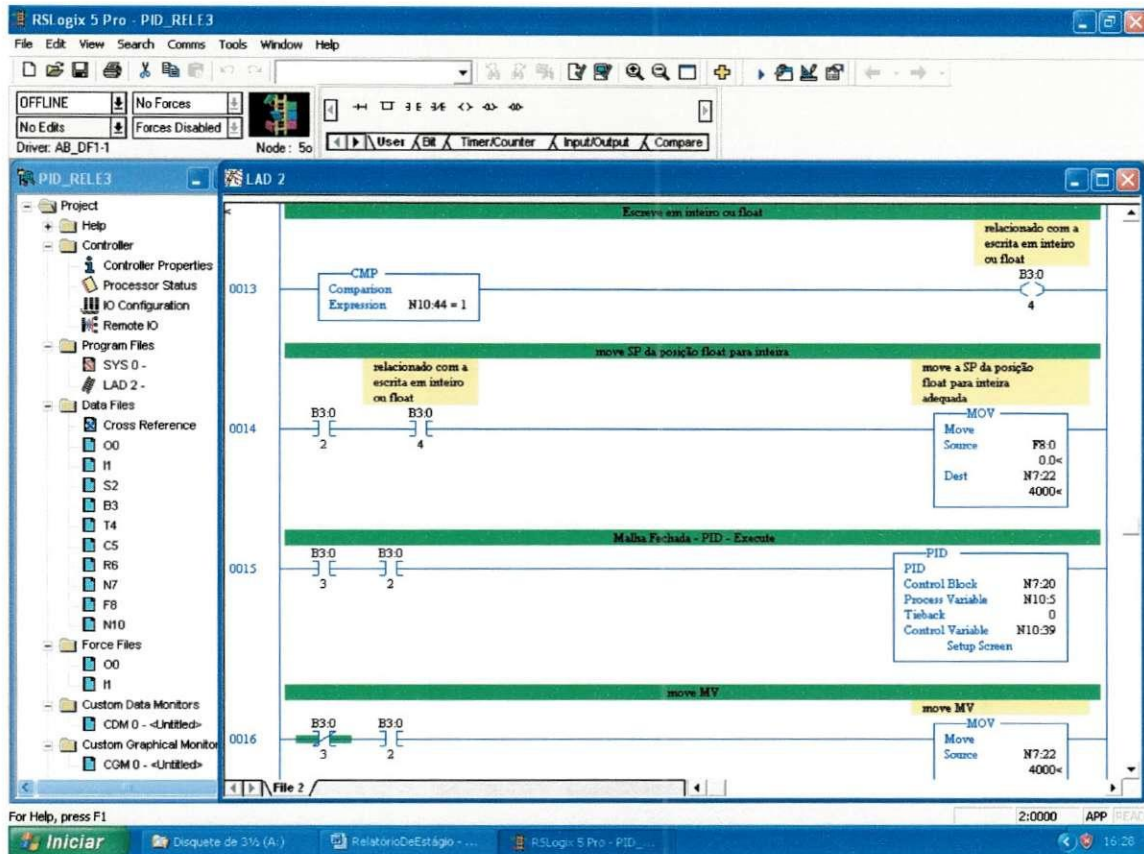 RSLogix 5 Pro - PID_RELE3
File Edit View Search Comms Tools Window Help
OFFLINE No Forces
No Edits Forces Disabled
Driver: AB_DF1-1 Node: 5o
User Bit Timer/Counter Input/Output Compare
PID_RELE3
Project
Help
Controller
Controller Properties
Processor Status
IO Configuration
Remote IO
Program Files
SYS 0 -
LAD 2 -
Data Files
Cross Reference
O0
I1
S2
B3
T4
C5
R6
N7
F8
N10
Force Files
O0
I1
Custom Data Monitors
CDM 0 - <Untitled>
Custom Graphical Monitor
CGM 0 - <Untitled>
LAD 2
Escreve em inteiro ou float
relacionado com a
escrita em inteiro
ou float
B3:0
4
0013
CMP
Comparison
Expression N10:44 = 1
move SP da posição float para inteira
relacionado com a
escrita em inteiro
ou float
move a SP da posição
float para inteira
adequada
0014
B3:0 B3:0
2 4
MOV
Move
Source F8:0
0.0<
Dest N7:22
4000<
Malha Fechada - PID - Execute
0015
B3:0 B3:0
3 2
PID
PID
Control Block N7:20
Process Variable N10:5
Tieback 0
Control Variable N10:39
Setup Screen
move MV
move MV
0016
B3:0 B3:0
3 2
MOV
Move
Source N7:22
4000<
File 2
For Help, press F1 2:0000 APP READ
Iniciar Disquete de 3½ (A:) RelatórioDeEstágio - ... RSLogix 5 Pro - PID_... 16:28